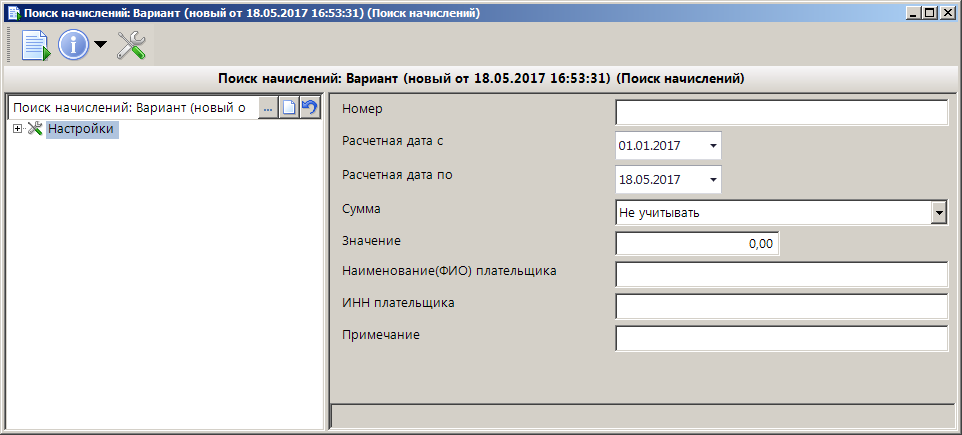 Поиск начислений: Вариант (новый от 18.05.2017 16:53:31) (Поиск начислений)
Поиск начислений: Вариант (новый от 18.05.2017 16:53:31) (Поиск начислений)
Поиск начислений: Вариант (новый о ...
Настройки
Номер
Расчетная дата с 01.01.2017
Расчетная дата по 18.05.2017
Сумма Не учитывать
Значение 0,00
Наименование(ФИО) плательщика
ИНН плательщика
Примечание